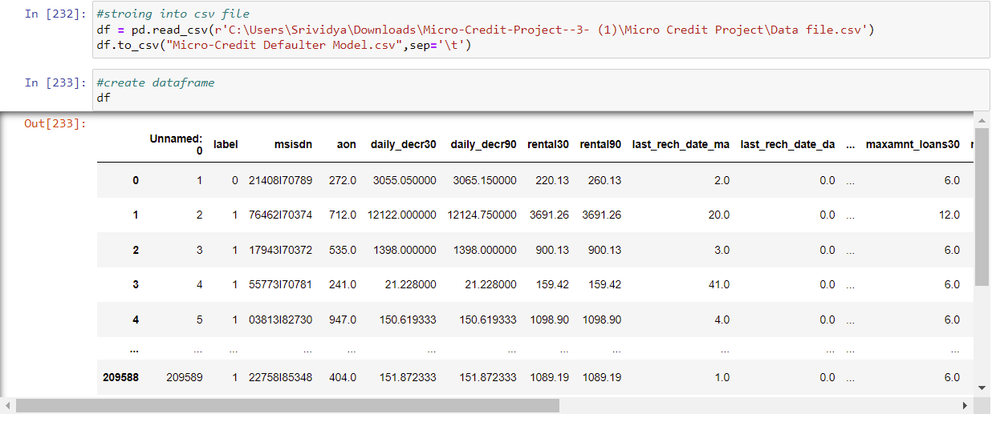 In [232]: #stroing into csv file
df = pd.read_csv(r'C:\Users\Srividya\Downloads\Micro-Credit-Project--3- (1)\Micro Credit Project\Data file.csv')
df.to_csv("Micro-Credit Defaulter Model.csv",sep='\t')
In [233]: #create dataframe
df
Out[233]:
Unnamed: 0 label msisdn aon daily_decr30 daily_decr90 rental30 rental90 last_rech_date_ma last_rech_date_da ... maxamnt_loans30
0 1 0 21408I70789 272.0 3055.050000 3065.150000 220.13 260.13 2.0 0.0 ... 6.0
1 2 1 76462I70374 712.0 12122.000000 12124.750000 3691.26 3691.26 20.0 0.0 ... 12.0
2 3 1 17943I70372 535.0 1398.000000 1398.000000 900.13 900.13 3.0 0.0 ... 6.0
3 4 1 55773I70781 241.0 21.228000 21.228000 159.42 159.42 41.0 0.0 ... 6.0
4 5 1 03813I82730 947.0 150.619333 150.619333 1098.90 1098.90 4.0 0.0 ... 6.0
... ... ... ... ... ... ... ... ... ... ... ... ...
209588 209589 1 22758I85348 404.0 151.872333 151.872333 1089.19 1089.19 1.0 0.0 ... 6.0